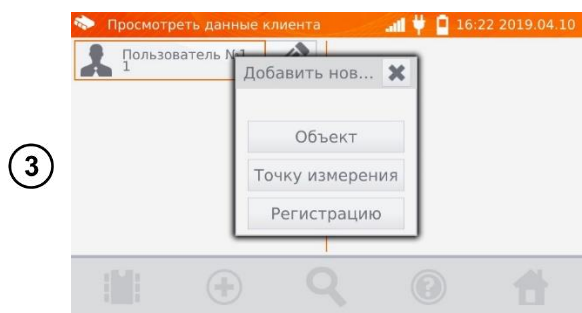 Просмотреть данные клиента 16:22 2019.04.10
Пользователь №1
1
Добавить нов...
Объект
Точку измерения
Регистрацию
3